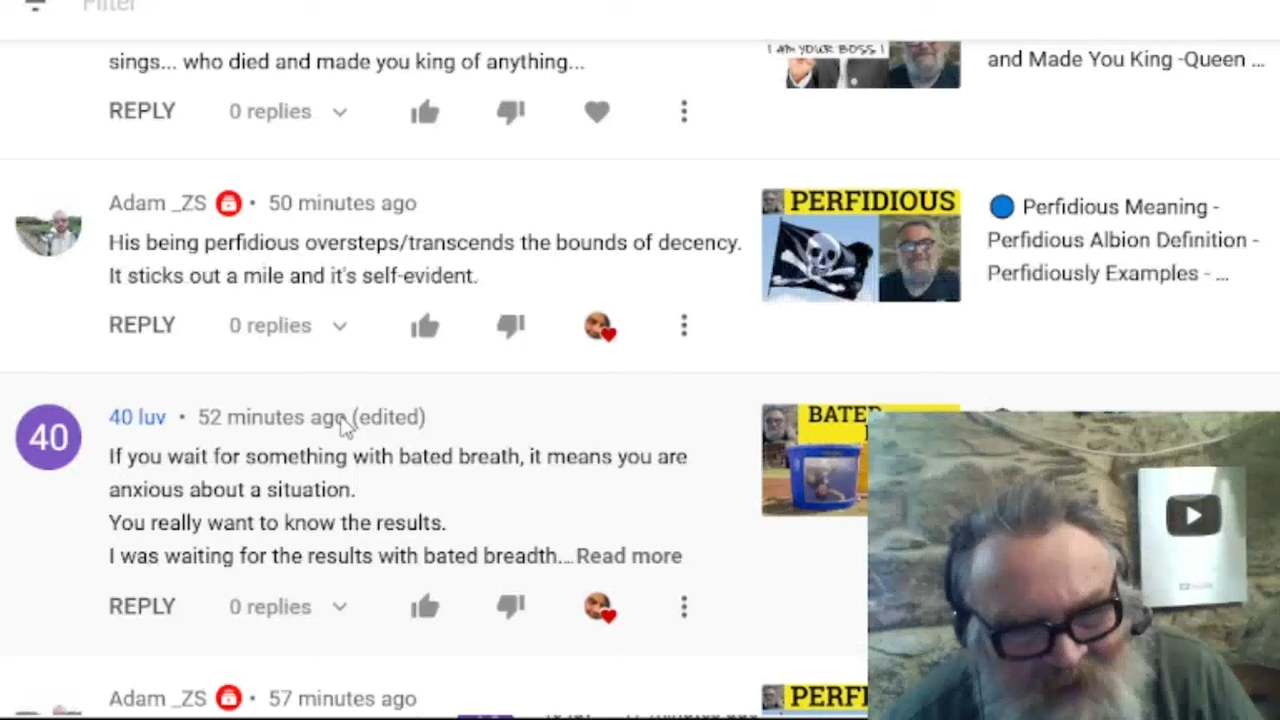 Filter
sings... who died and made you king of anything...
I AM YOUR BOSS!
and Made You King -Queen ...
REPLY 0 replies
Adam _ZS • 50 minutes ago
His being perfidious oversteps/transcends the bounds of decency.
It sticks out a mile and it's self-evident.
REPLY 0 replies
PERFIDIOUS
Perfidious Meaning -
Perfidious Albion Definition -
Perfidiously Examples - ...
40
40 luv • 52 minutes ago (edited)
If you wait for something with bated breath, it means you are
anxious about a situation.
You really want to know the results.
I was waiting for the results with bated breadth... Read more
REPLY 0 replies
BATED
Adam _ZS • 57 minutes ago
PERFI